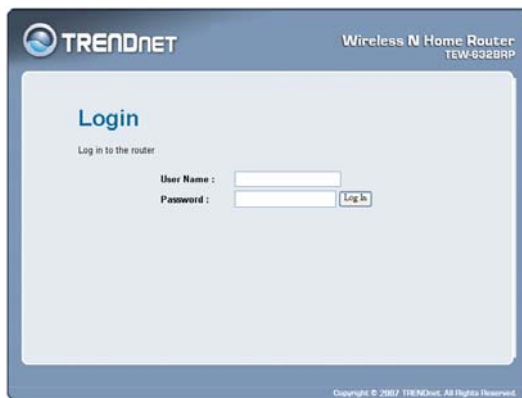 TRENDnet
Wireless N Home Router
TEW-632BRP
Login
Log in to the router
User Name :
Password :
Log In
Copyright © 2007 TRENDnet. All Rights Reserved.